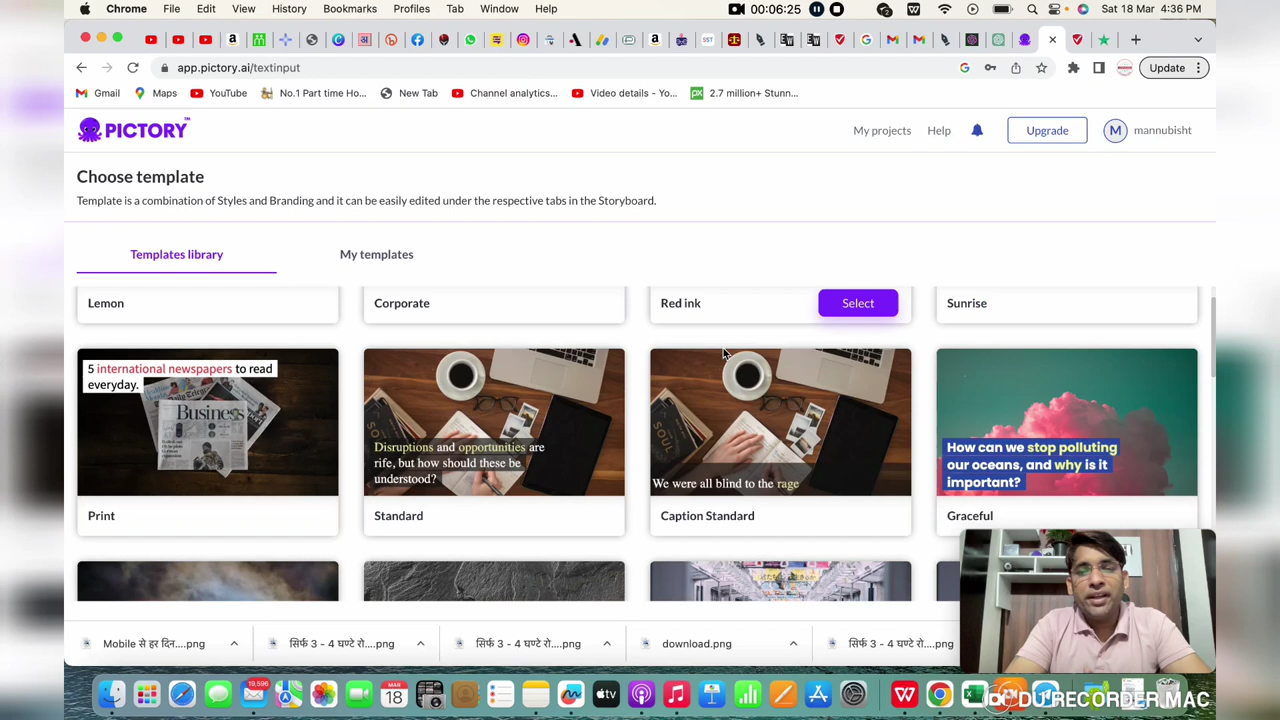 Chrome File Edit View History Bookmarks Profiles Tab Window Help 00:06:25 Sat 18 Mar 4:36 PM
app.pictory.ai/textinput Update
Gmail Maps YouTube No.1 Part time Ho... New Tab Channel analytics... Video details - Yo... 2.7 million+ Stunn...
PICTORY My projects Help Upgrade M mannubisht
Choose template
Template is a combination of Styles and Branding and it can be easily edited under the respective tabs in the Storyboard.
Templates library My templates
Lemon Corporate Red ink Select Sunrise
5 international newspapers to read
everyday.
Business
Disruptions and opportunities are
rife, but how should these be
understood?
SOUL
We were all blind to the rage
How can we stop polluting
our oceans, and why is it
important?
Print Standard Caption Standard Graceful
Mobile से हर दिन....png सिर्फ 3 - 4 घण्टे रो....png सिर्फ 3 - 4 घण्टे रो....png download.png सिर्फ 3 - 4 घण्टे रो....png
19,596 MAR 18
DU RECORDER MAC